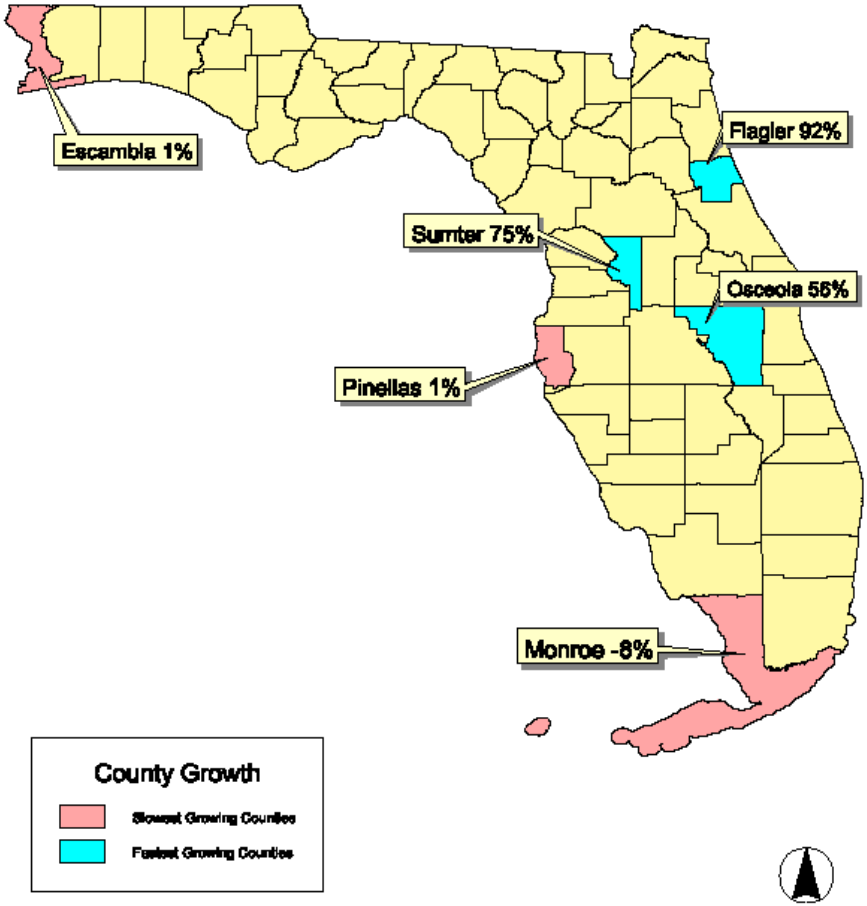 Escambia 1%
Flagler 92%
Sumter 75%
Osceola 56%
Pinellas 1%
Monroe -8%
County Growth
Slowest Growing Counties
Fastest Growing Counties